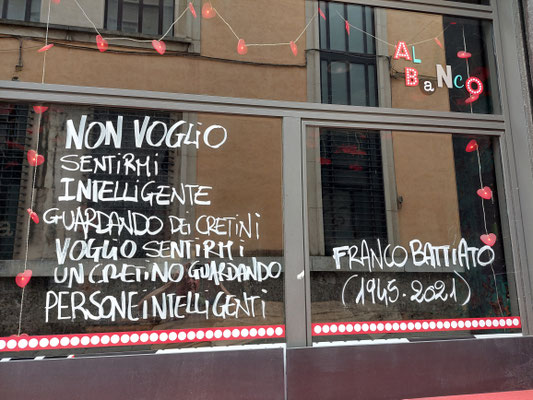 AL
BaNcO
NON VOGLIO
SENTIRMI
INTELLIGENTE
GUARDANDO DEI CRETINI
VOGLIO SENTIRMI
UN CRETINO GUARDANDO
PERSONE INTELLIGENTI
FRANCO BATTIATO
(1945-2021)